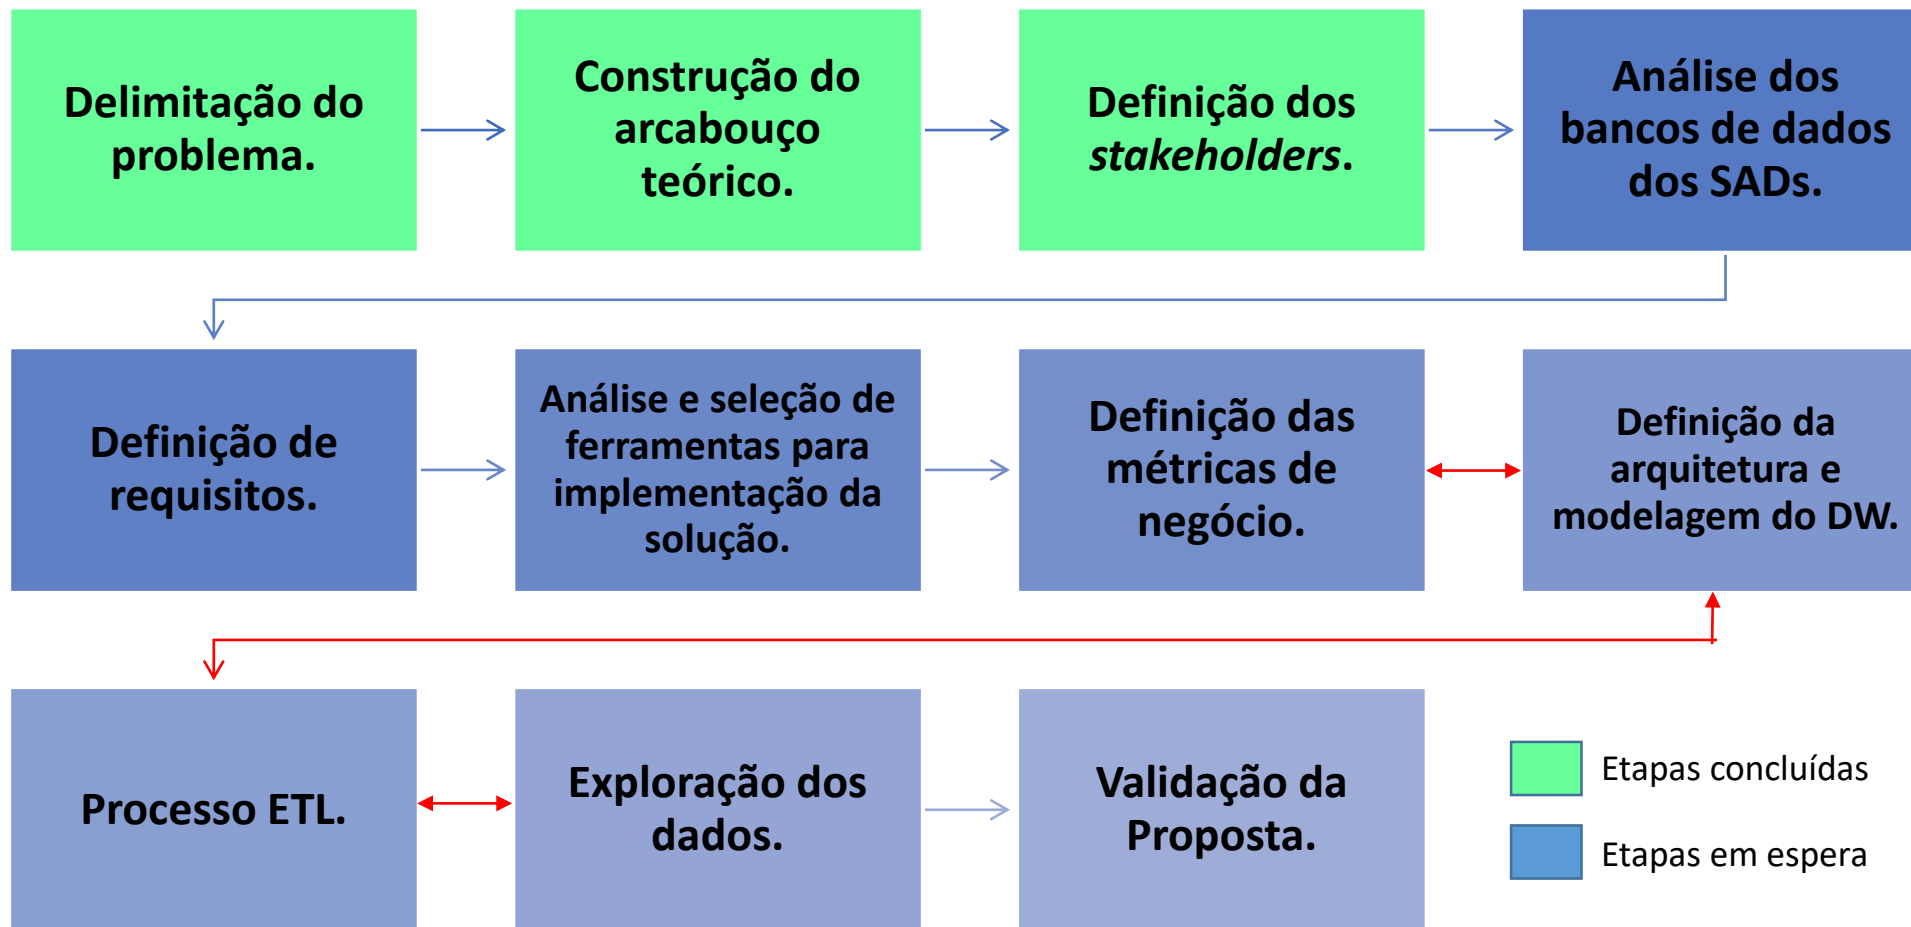 Delimitação do
problema.
Construção do
arcabouço
teórico.
Definição dos
stakeholders.
Análise dos
bancos de dados
dos SADs.
Definição de
requisitos.
Análise e seleção de
ferramentas para
implementação da
solução.
Definição das
métricas de
negócio.
Definição da
arquitetura e
modelagem do DW.
Processo ETL.
Exploração dos
dados.
Validação da
Proposta.
Etapas concluídas
Etapas em espera